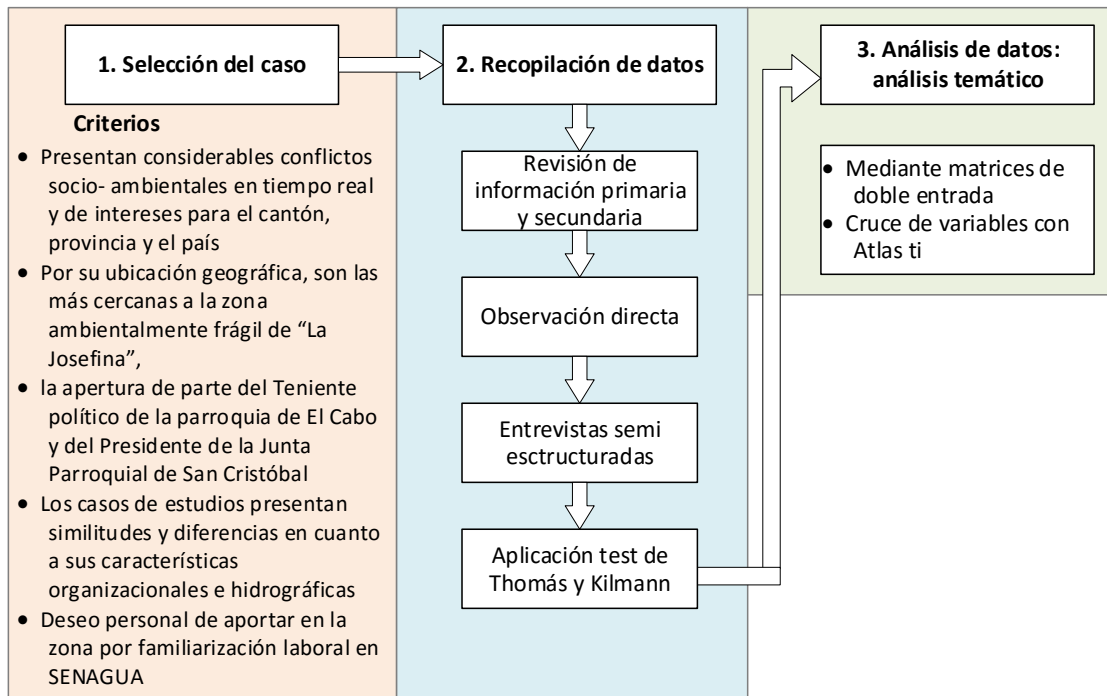 1. Selección del caso
Criterios
• Presentan considerables conflictos
socio- ambientales en tiempo real
y de intereses para el cantón,
provincia y el país
• Por su ubicación geográfica, son las
más cercanas a la zona
ambientalmente frágil de “La
Josefina”,
• la apertura de parte del Teniente
político de la parroquia de El Cabo
y del Presidente de la Junta
Parroquial de San Cristóbal
• Los casos de estudios presentan
similitudes y diferencias en cuanto
a sus características
organizacionales e hidrográficas
• Deseo personal de aportar en la
zona por familiarización laboral en
SENAGUA
2. Recopilación de datos
Revisión de
información primaria
y secundaria
Observación directa
Entrevistas semi
esctructuradas
Aplicación test de
Thomás y Kilmann
3. Análisis de datos:
análisis temático
• Mediante matrices de
doble entrada
• Cruce de variables con
Atlas ti